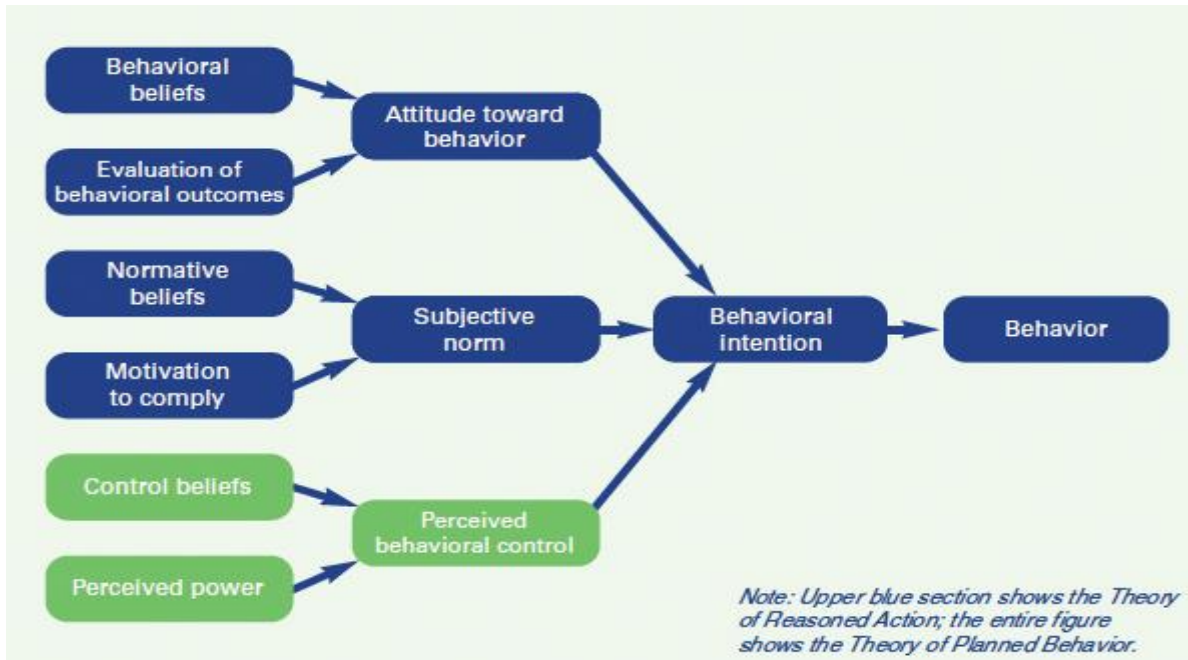 Behavioral
beliefs
Evaluation of
behavioral outcomes
Attitude toward
behavior
Normative
beliefs
Motivation
to comply
Subjective
norm
Behavioral
intention
Behavior
Control beliefs
Perceived power
Perceived
behavioral control
Note: Upper blue section shows the Theory
of Reasoned Action; the entire figure
shows the Theory of Planned Behavior.